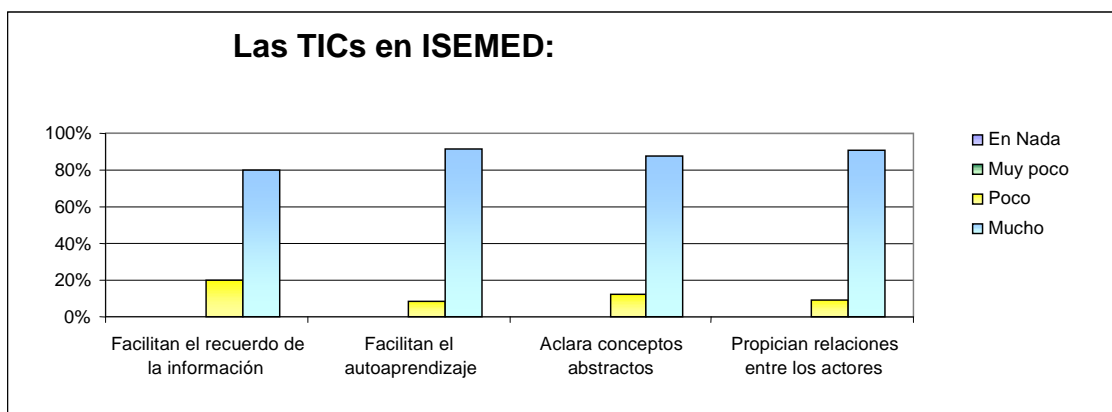 Las TICs en ISEMED:
100%
80%
60%
40%
20%
0%
Facilitan el recuerdo de
la información
Facilitan el
autoaprendizaje
Aclara conceptos
abstractos
Propician relaciones
entre los actores
En Nada
Muy poco
Poco
Mucho